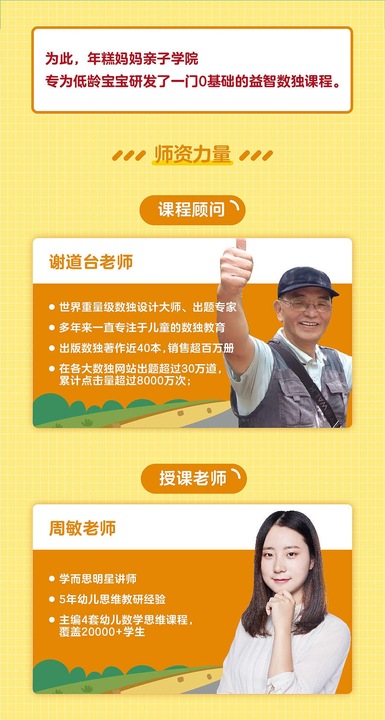 为此，年糕妈妈亲子学院
专为低龄宝宝研发了一门0基础的益智数独课程。
师资力量
课程顾问
谢道台老师
世界重量级数独设计大师、出题专家
多年来一直专注于儿童的数独教育
出版数独著作近40本，销售超百万册
在各大数独网站出题超过30万道，
累计点击量超过8000万次；
授课老师
周敏老师
学而思明星讲师
5年幼儿思维教研经验
主编4套幼儿数学思维课程，
覆盖20000+学生